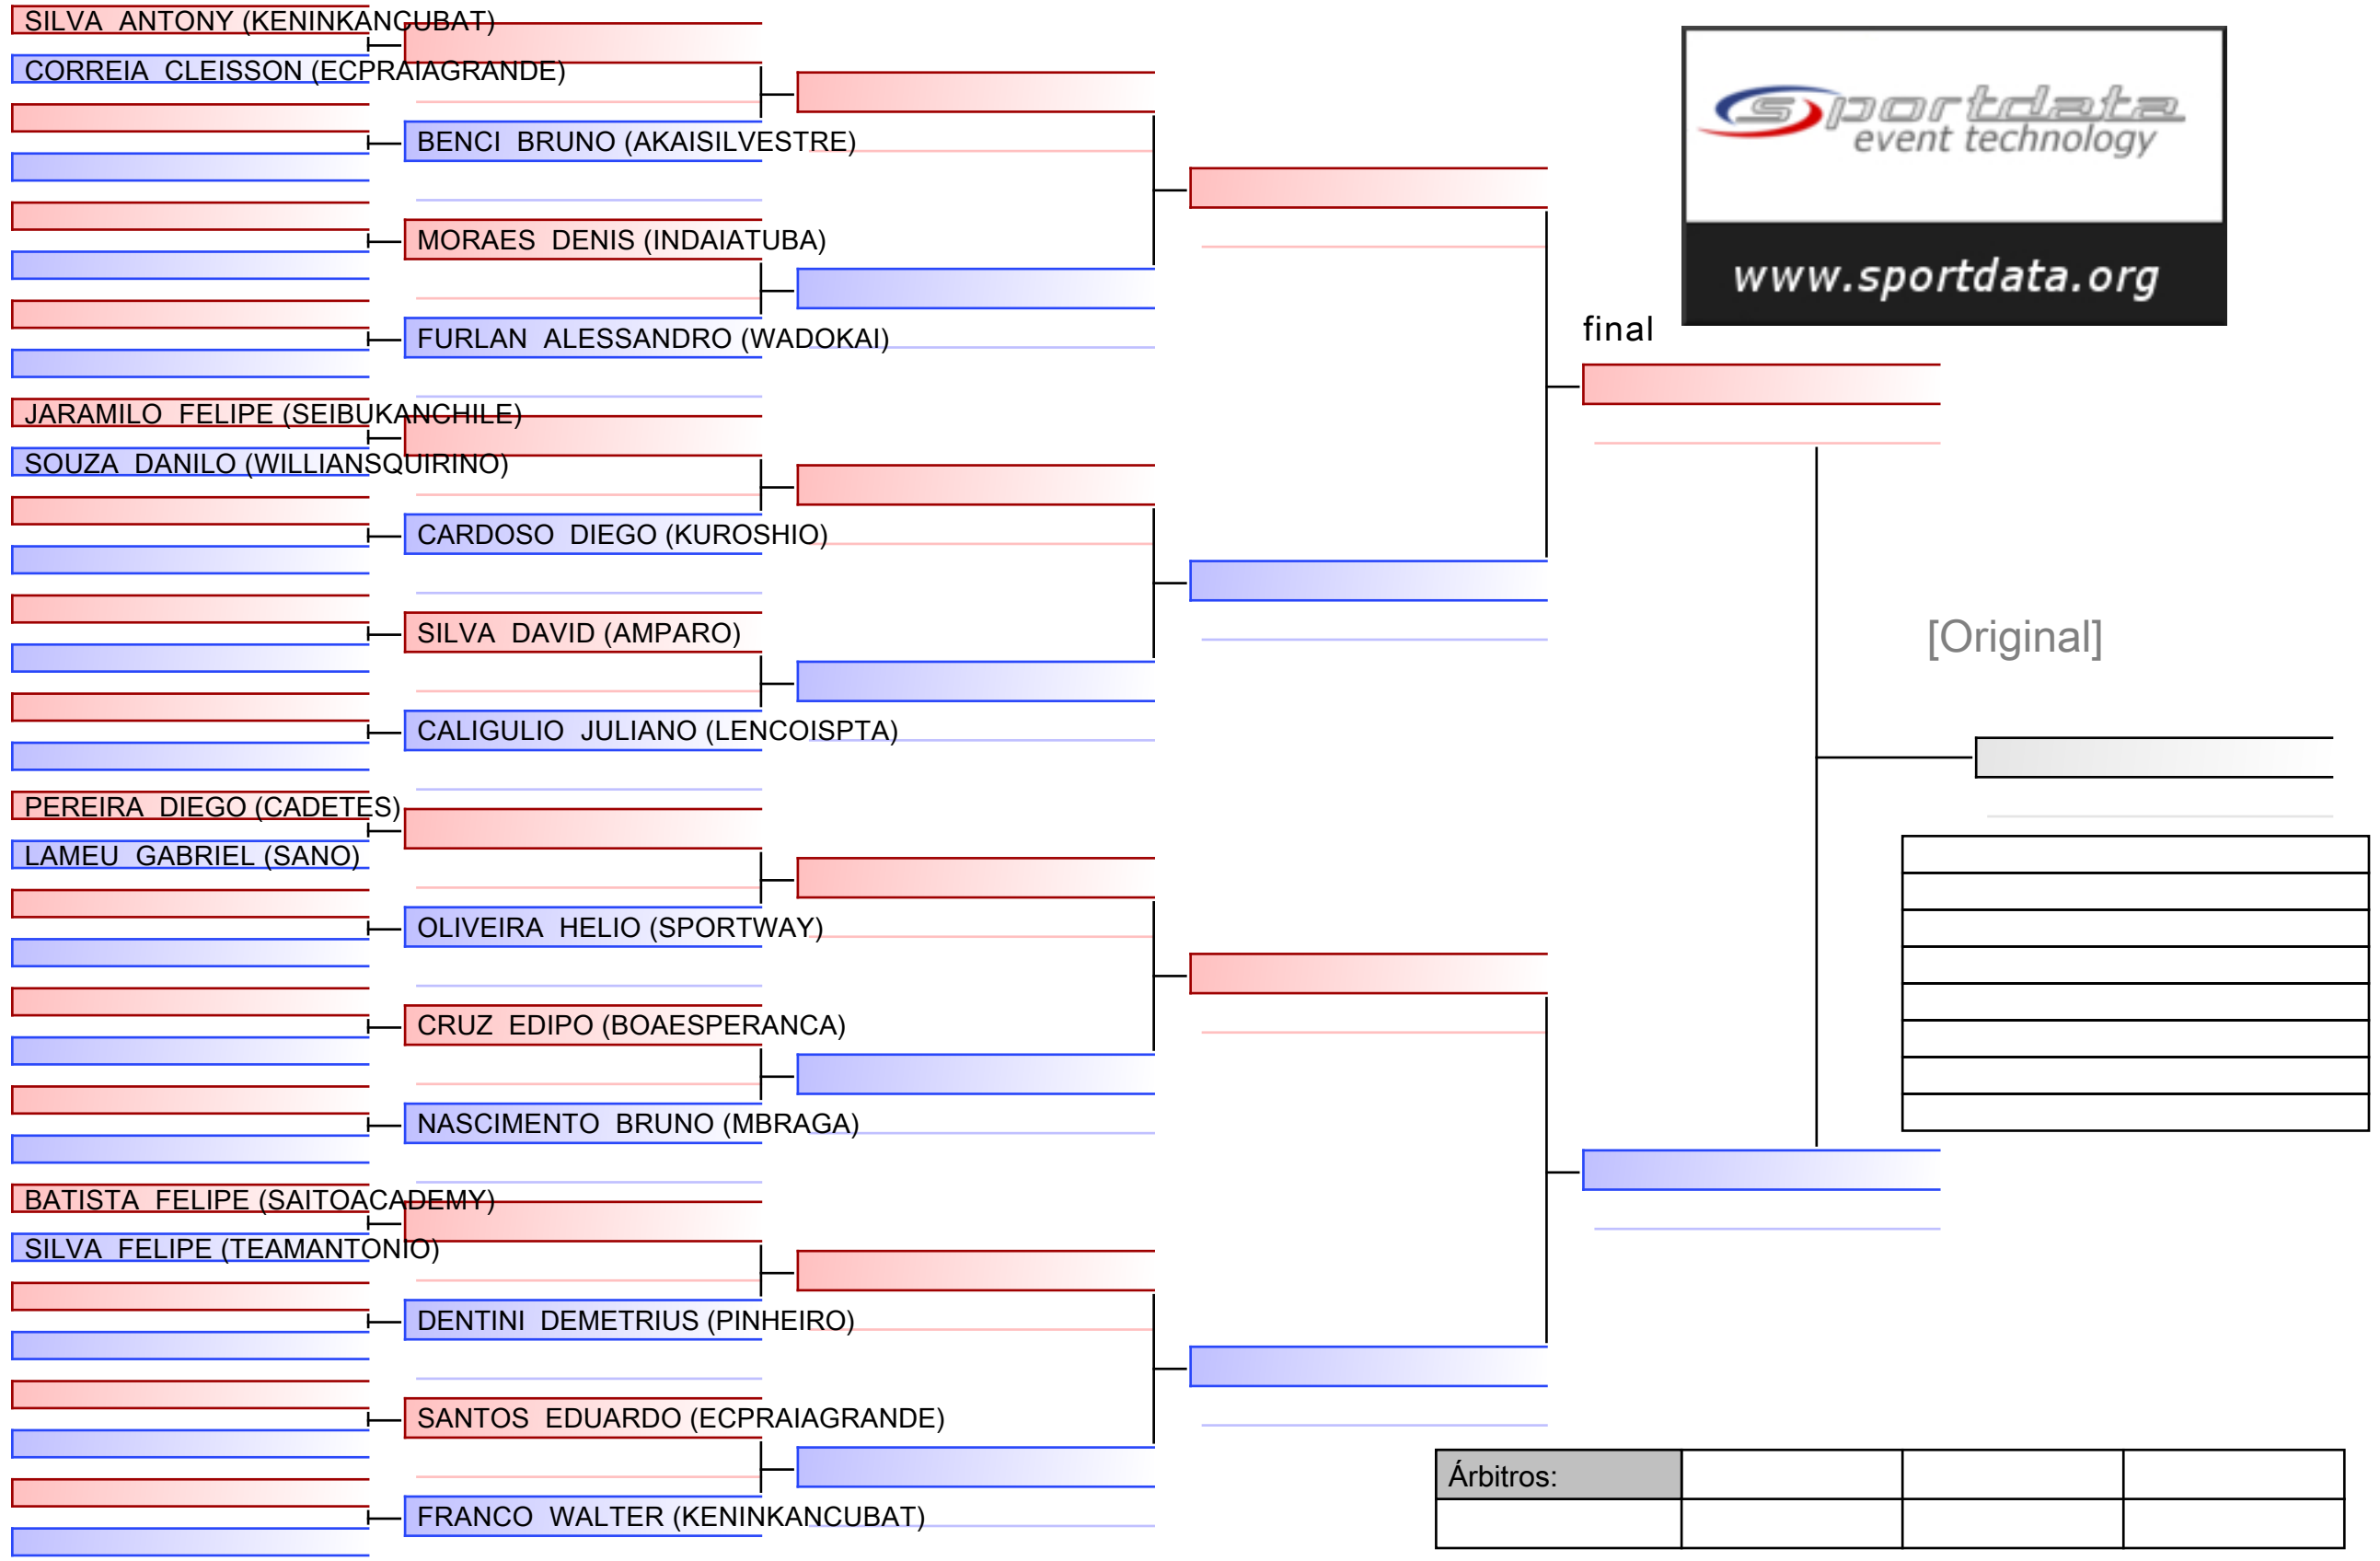 SILVA  ANTONY (KENINKANCUBAT)
CORREIA  CLEISSON (ECPRAIAGRANDE)
BENCI  BRUNO (AKAISILVESTRE)
MORAES  DENIS (INDAIATUBA)
FURLAN  ALESSANDRO (WADOKAI)
JARAMILO  FELIPE (SEIBUKANCHILE)
SOUZA  DANILO (WILLIANSQUIRINO)
CARDOSO  DIEGO (KUROSHIO)
SILVA  DAVID (AMPARO)
CALIGULIO  JULIANO (LENCOISPTA)
PEREIRA  DIEGO (CADETES)
LAMEU  GABRIEL (SANO)
OLIVEIRA  HELIO (SPORTWAY)
CRUZ  EDIPO (BOAESPERANCA)
NASCIMENTO  BRUNO (MBRAGA)
BATISTA  FELIPE (SAITOACADEMY)
SILVA  FELIPE (TEAMANTONIO)
DENTINI  DEMETRIUS (PINHEIRO)
SANTOS  EDUARDO (ECPRAIAGRANDE)
FRANCO  WALTER (KENINKANCUBAT)
sportdata
event technology
www.sportdata.org
final
[Original]
Árbitros: